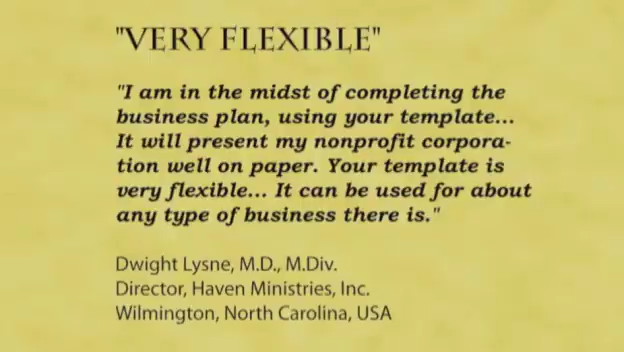 "VERY FLEXIBLE"
"I am in the midst of completing the
business plan, using your template...
It will present my nonprofit corpora-
tion well on paper. Your template is
very flexible... It can be used for about
any type of business there is."
Dwight Lysne, M.D., M.Div.
Director, Haven Ministries, Inc.
Wilmington, North Carolina, USA